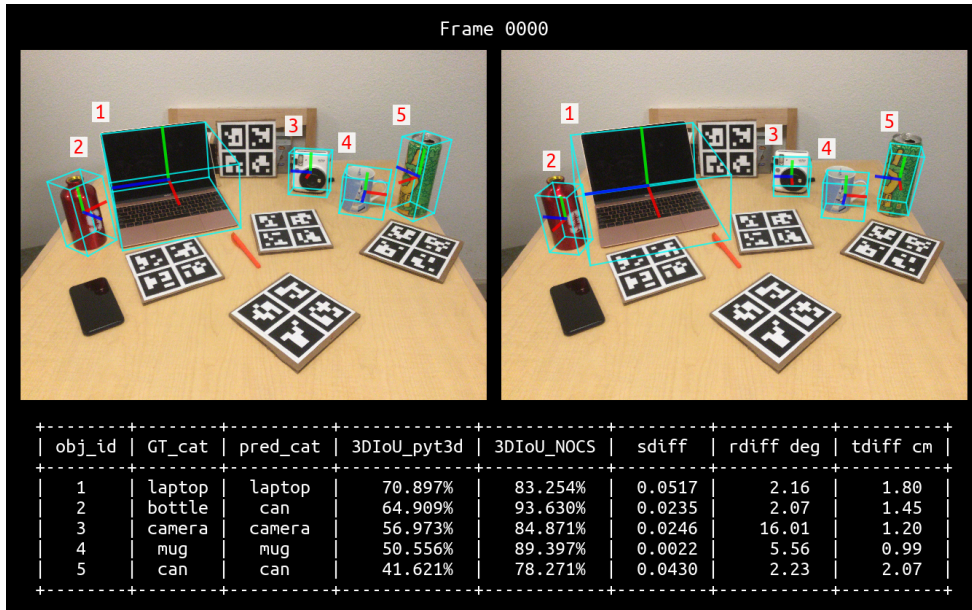 Frame 0000
1
2
3
4
5
1
2
3
4
5
| obj_id | GT_cat | pred_cat | 3DIoU_pyt3d | 3DIoU_NOCS | sdiff | rdiff deg | tdiff cm |
| 1 | laptop | laptop | 70.897% | 83.254% | 0.0517 | 2.16 | 1.80 |
| 2 | bottle | can | 64.909% | 93.630% | 0.0235 | 2.07 | 1.45 |
| 3 | camera | camera | 56.973% | 84.871% | 0.0246 | 16.01 | 1.20 |
| 4 | mug | mug | 50.556% | 89.397% | 0.0022 | 5.56 | 0.99 |
| 5 | can | can | 41.621% | 78.271% | 0.0430 | 2.23 | 2.07 |